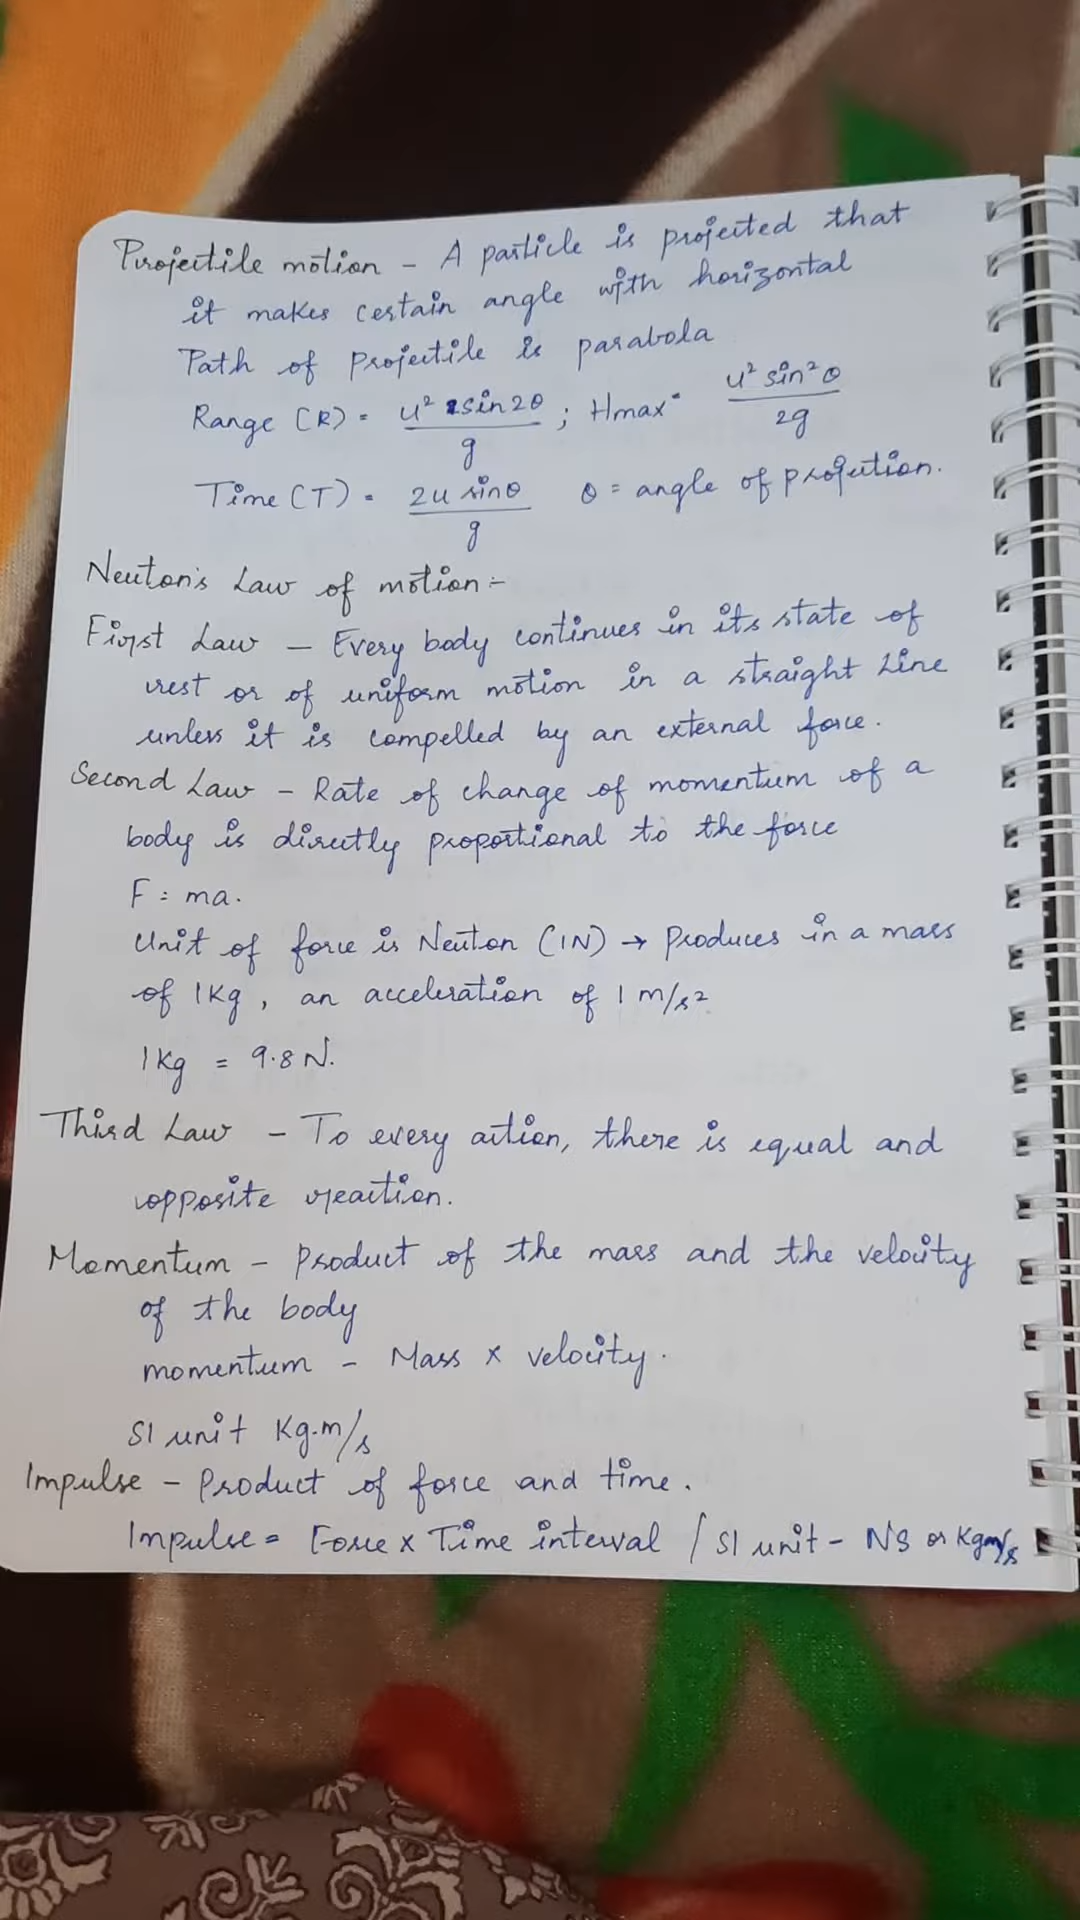 Projectile motion - A particle is projected that
it makes certain angle with horizontal
Path of projectile is parabola
Range (R) = u² sin2θ / g ; Hmax = u² sin²θ / 2g
Time (T) = 2u sinθ / g θ = angle of projection.
Newton's Law of motion :-
First Law - Every body continues in its state of
rest or of uniform motion in a straight Line
unless it is compelled by an external force.
Second Law - Rate of change of momentum of a
body is directly proportional to the force
F = ma.
Unit of force is Newton (1N) → Produces in a mass
of 1Kg, an acceleration of 1 m/s²
1Kg = 9.8 N.
Third Law - To every action, there is equal and
opposite reaction.
Momentum - Product of the mass and the velocity
of the body
momentum - Mass x velocity.
SI unit Kg.m/s
Impulse - Product of force and time.
Impulse = Force x Time interval / SI unit - NS or Kgm/s